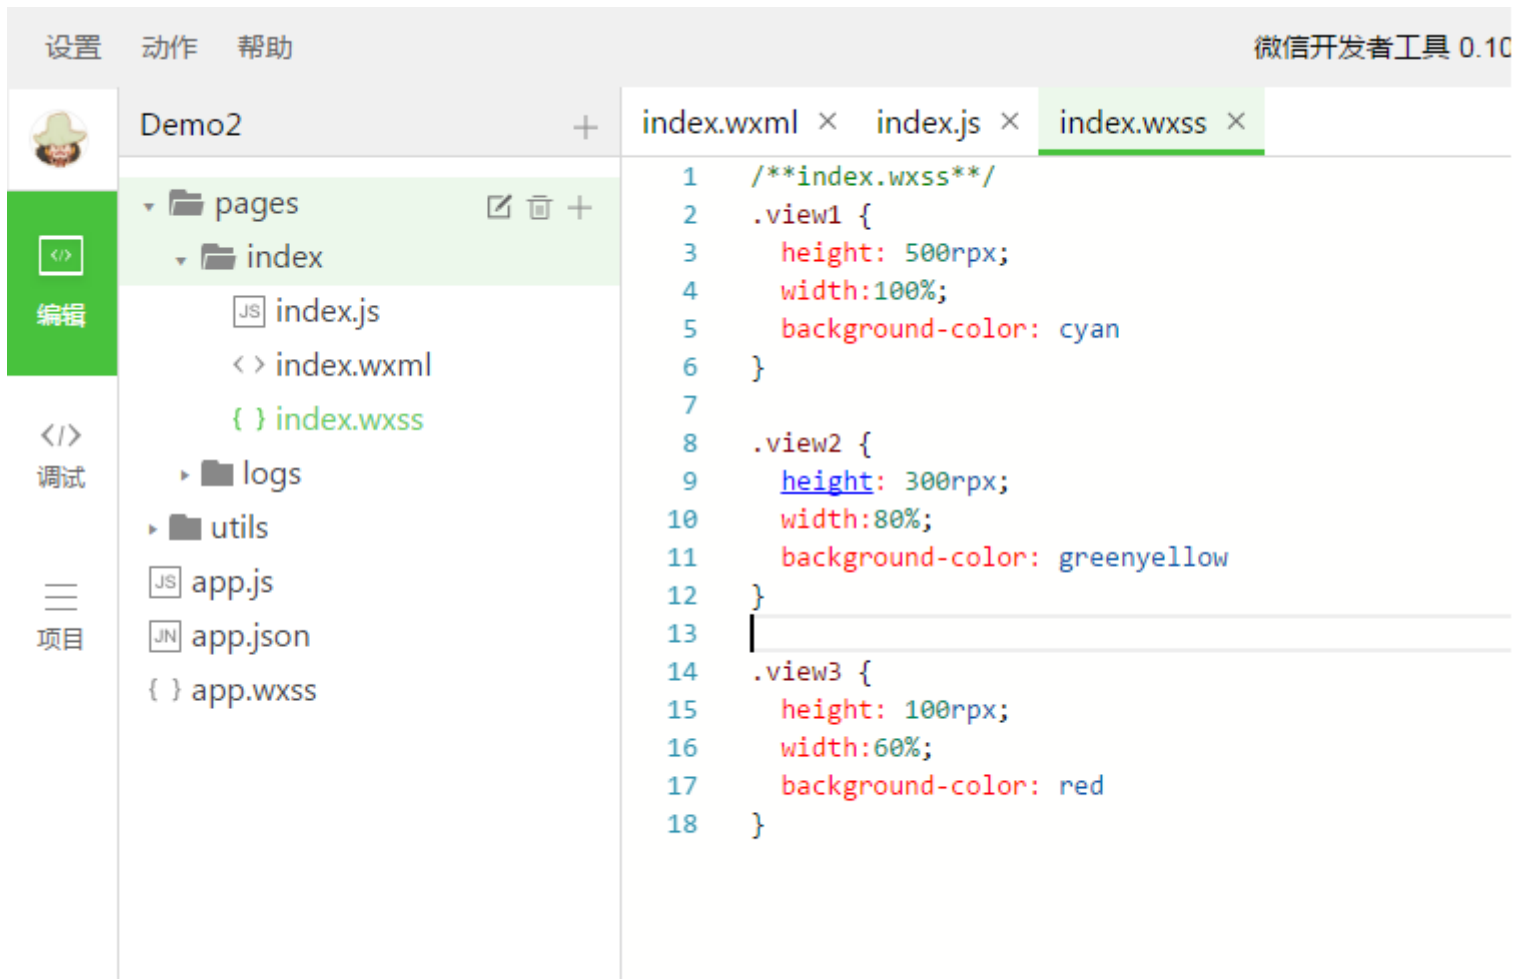 设置 动作 帮助 微信开发者工具 0.10
Demo2
index.wxml index.js index.wxss
编辑
调试
项目
pages
index
JS index.js
< > index.wxml
{ } index.wxss
logs
utils
JS app.js
JN app.json
{ } app.wxss
1 /**index.wxss**/
2 .view1 {
3 height: 500rpx;
4 width:100%;
5 background-color: cyan
6 }
7
8 .view2 {
9 height: 300rpx;
10 width:80%;
11 background-color: greenyellow
12 }
13
14 .view3 {
15 height: 100rpx;
16 width:60%;
17 background-color: red
18 }